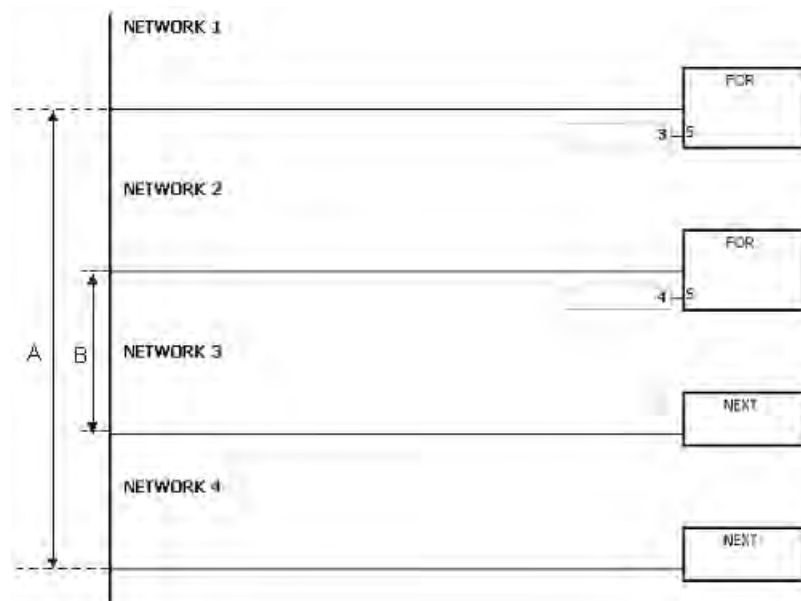 NETWORK 1
FOR
3 S
NETWORK 2
FOR
4 S
A
B
NETWORK 3
NEXT
NETWORK 4
NEXT